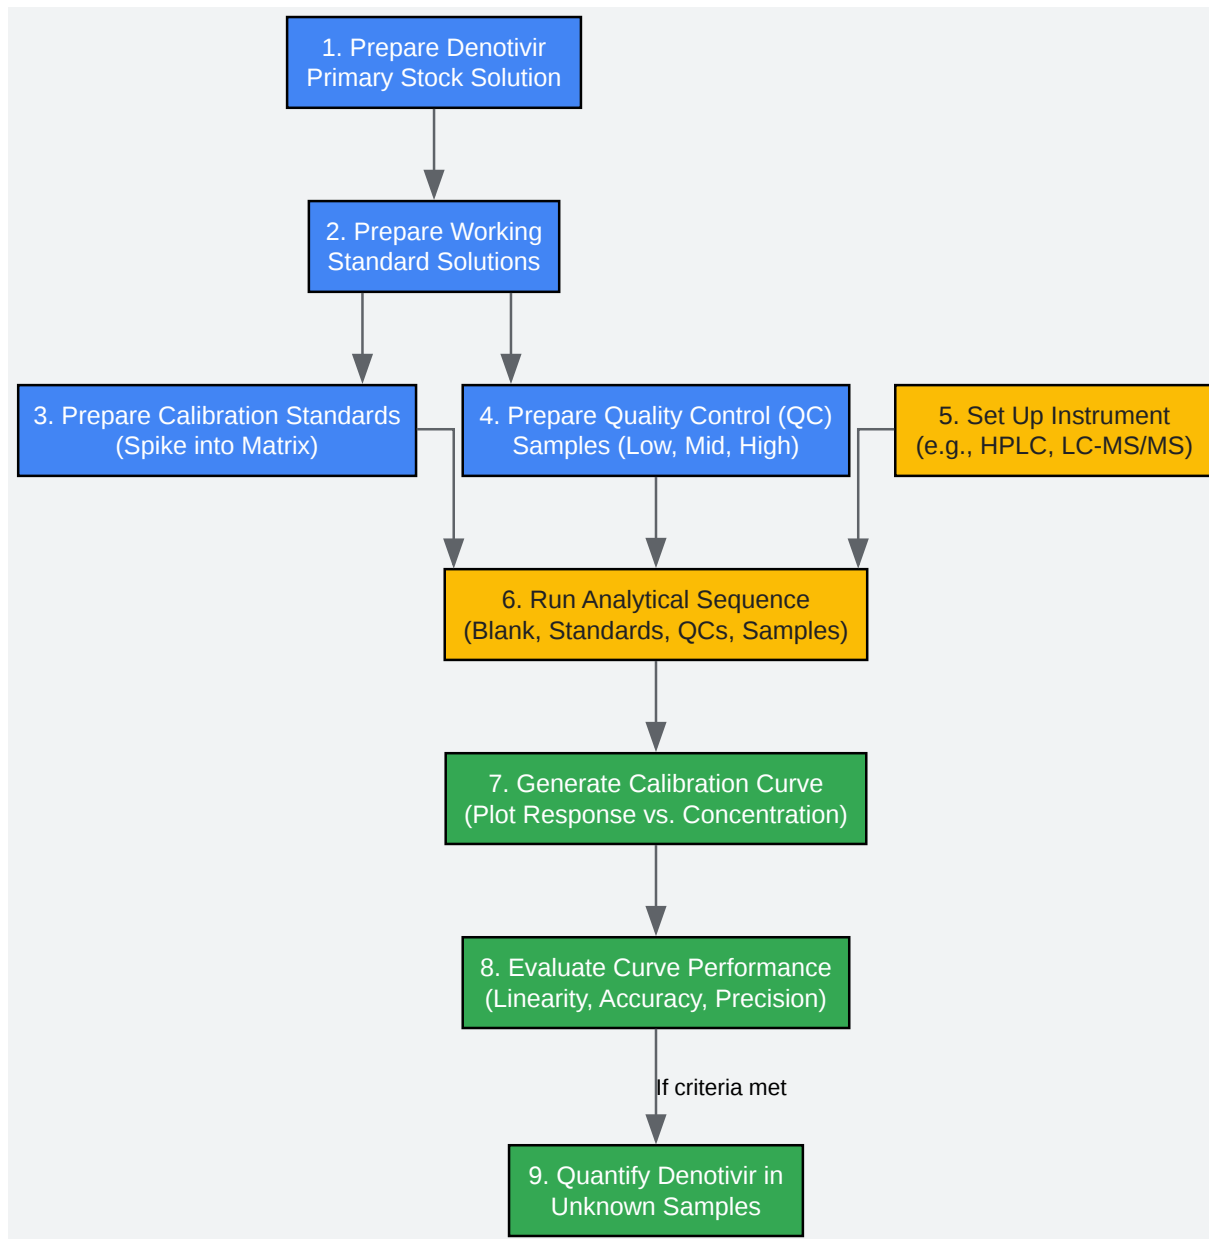 1. Prepare Denotivir
Primary Stock Solution
2. Prepare Working
Standard Solutions
3. Prepare Calibration Standards
(Spike into Matrix)
4. Prepare Quality Control (QC)
Samples (Low, Mid, High)
5. Set Up Instrument
(e.g., HPLC, LC-MS/MS)
6. Run Analytical Sequence
(Blank, Standards, QCs, Samples)
7. Generate Calibration Curve
(Plot Response vs. Concentration)
8. Evaluate Curve Performance
(Linearity, Accuracy, Precision)
If criteria met
9. Quantify Denotivir in
Unknown Samples